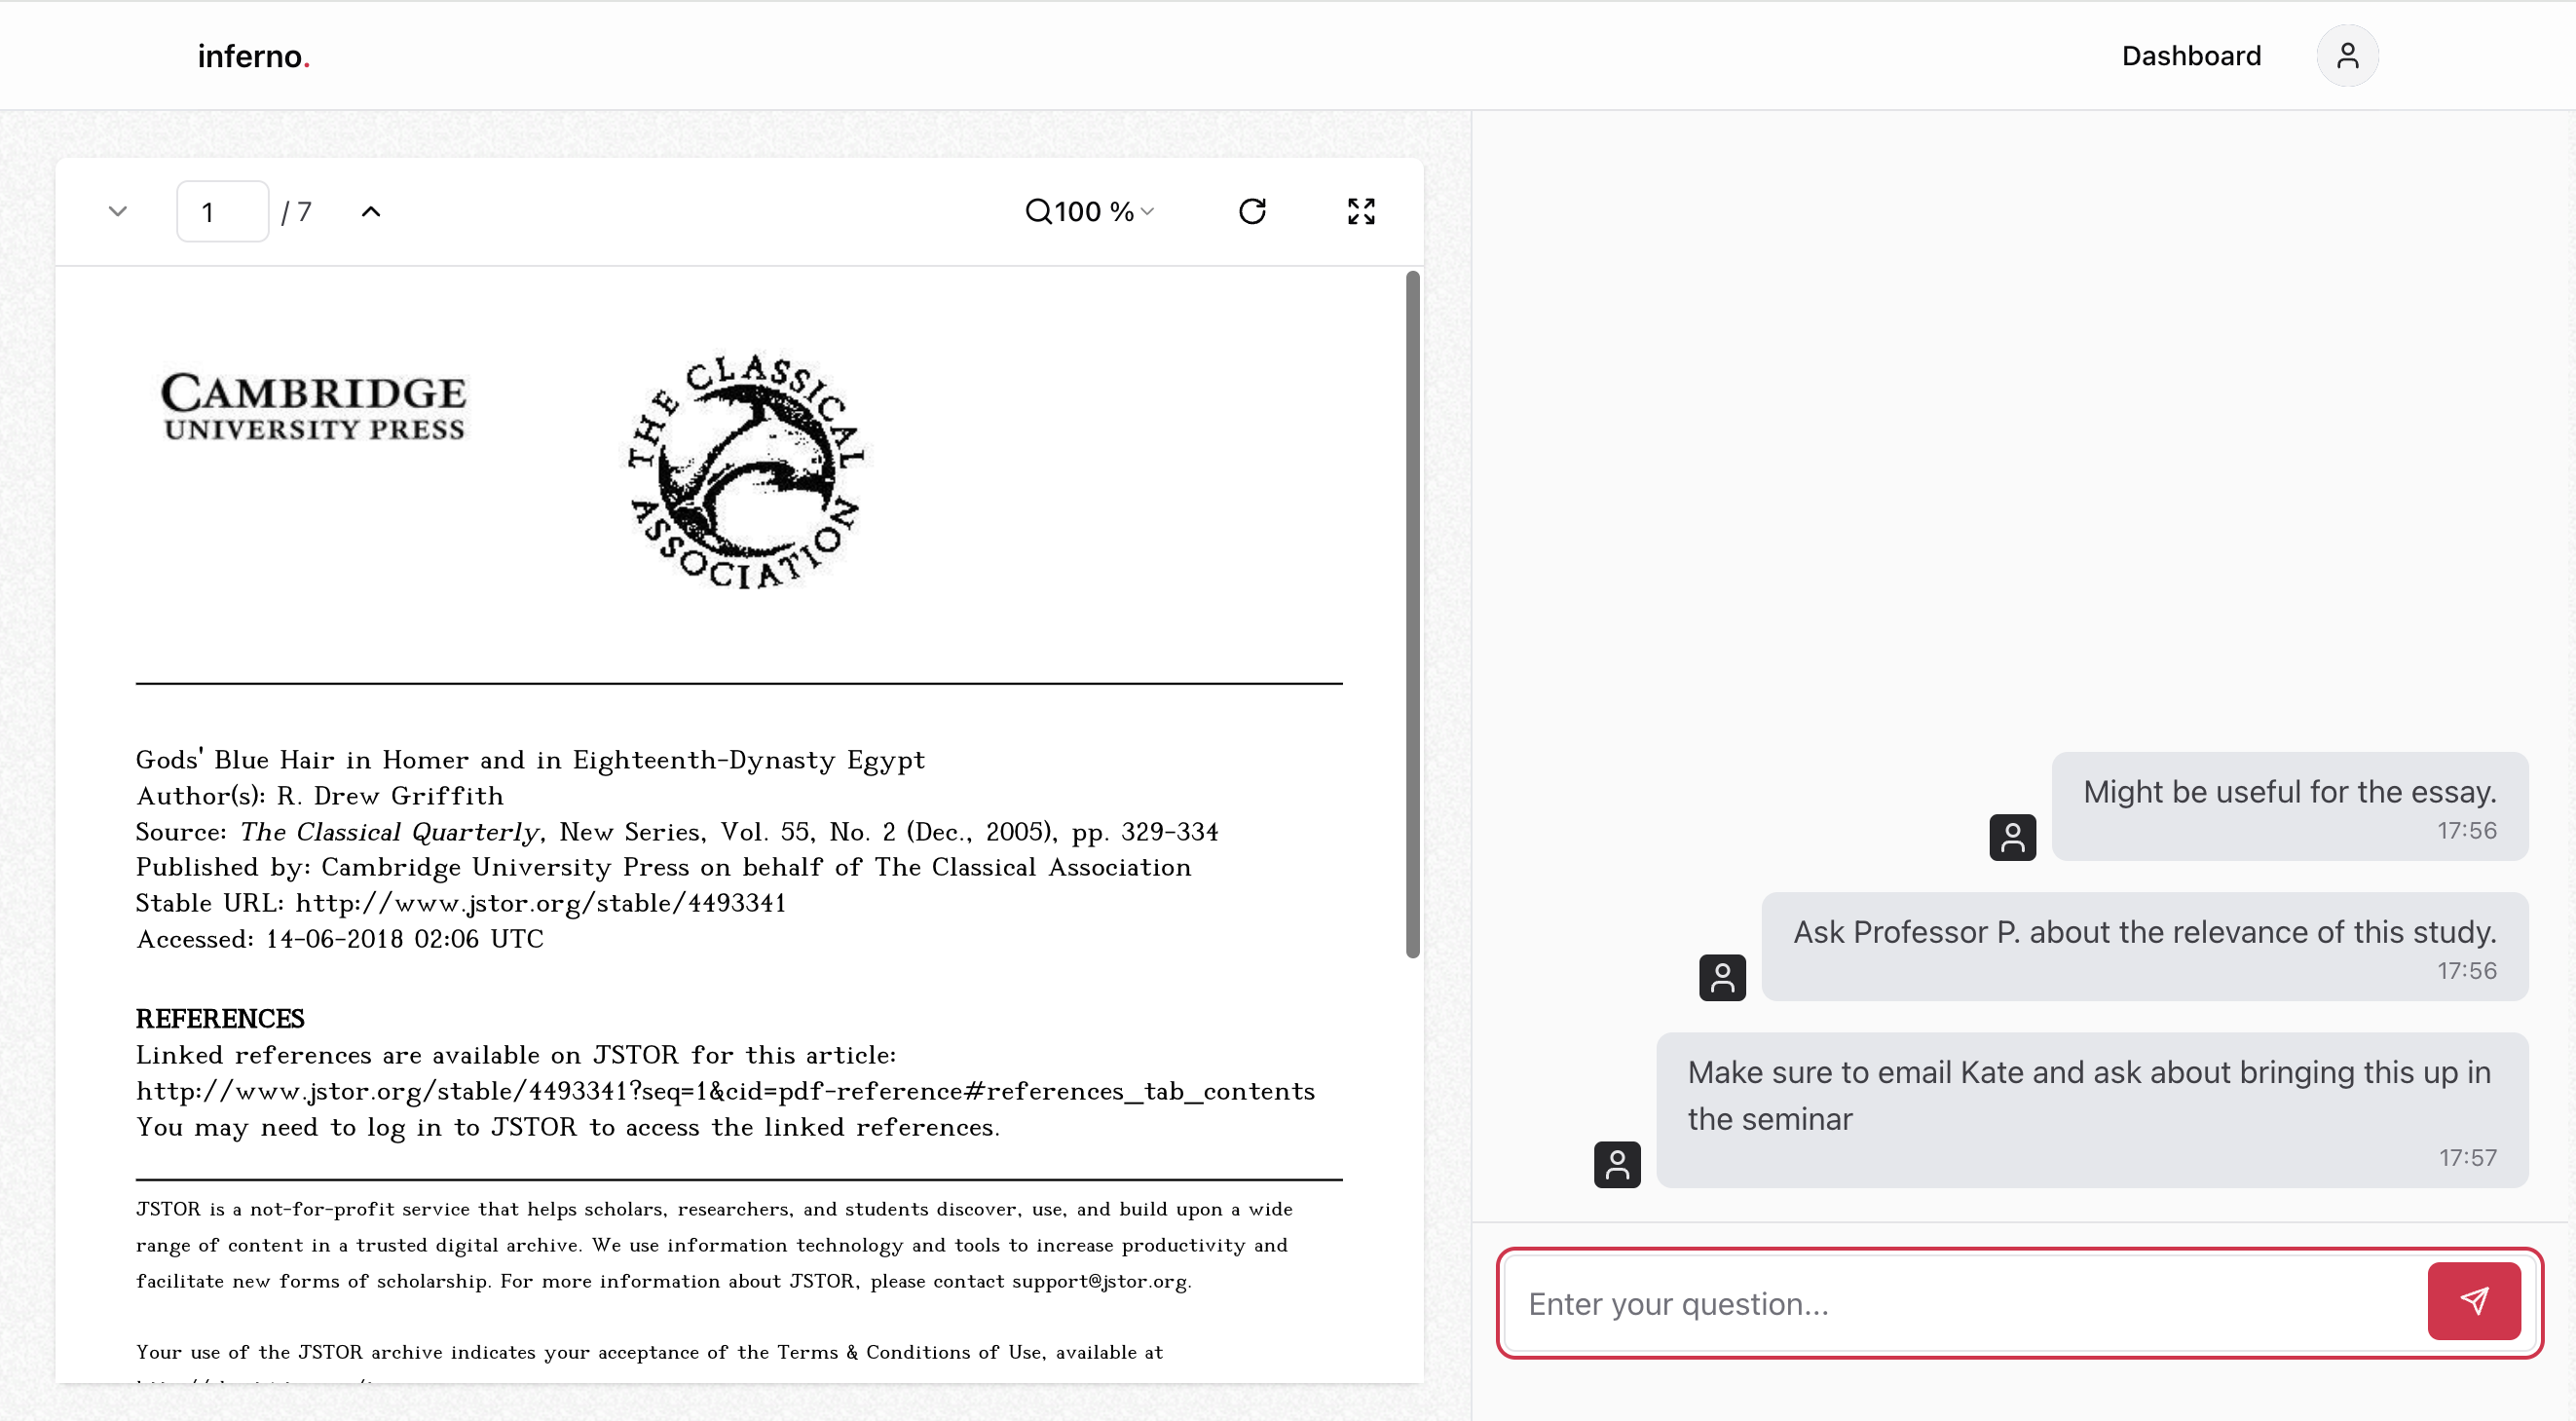 inferno.
Dashboard
1 / 7
100 %
CAMBRIDGE
UNIVERSITY PRESS
THE CLASSICAL ASSOCIATION
Gods' Blue Hair in Homer and in Eighteenth-Dynasty Egypt
Author(s): R. Drew Griffith
Source: The Classical Quarterly, New Series, Vol. 55, No. 2 (Dec., 2005), pp. 329-334
Published by: Cambridge University Press on behalf of The Classical Association
Stable URL: http://www.jstor.org/stable/4493341
Accessed: 14-06-2018 02:06 UTC
REFERENCES
Linked references are available on JSTOR for this article:
http://www.jstor.org/stable/4493341?seq=1&cid=pdf-reference#references_tab_contents
You may need to log in to JSTOR to access the linked references.
JSTOR is a not-for-profit service that helps scholars, researchers, and students discover, use, and build upon a wide
range of content in a trusted digital archive. We use information technology and tools to increase productivity and
facilitate new forms of scholarship. For more information about JSTOR, please contact support@jstor.org.
Your use of the JSTOR archive indicates your acceptance of the Terms & Conditions of Use, available at
Might be useful for the essay.
17:56
Ask Professor P. about the relevance of this study.
17:56
Make sure to email Kate and ask about bringing this up in
the seminar
17:57
Enter your question...